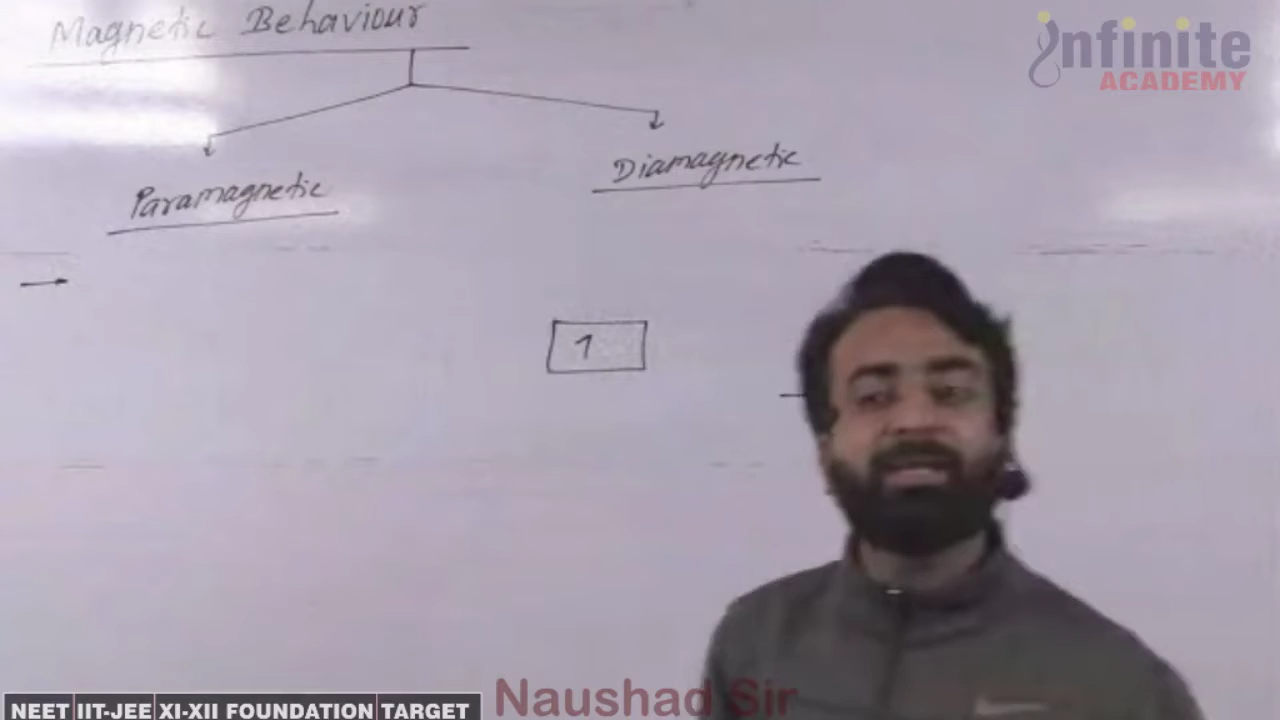 Magnetic Behaviour
infinite
ACADEMY
Paramagnetic
Diamagnetic
1
Naushad Sir
NEET IIT-JEE XI-XII FOUNDATION TARGET